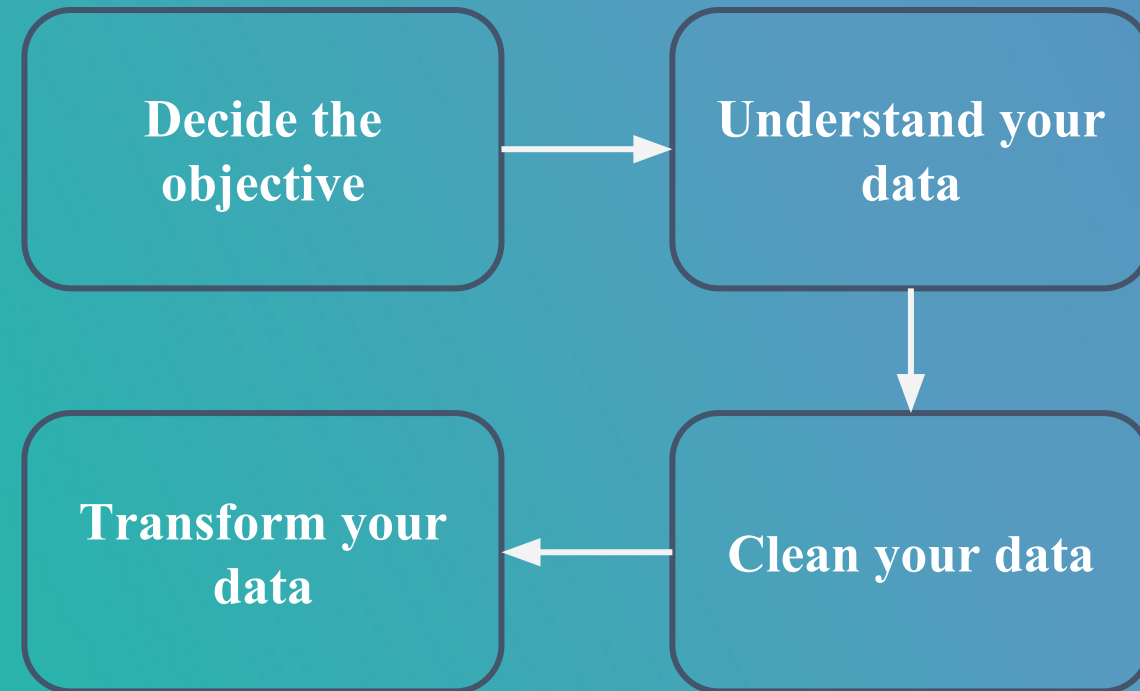 Decide the
objective
Understand your
data
Clean your data
Transform your
data